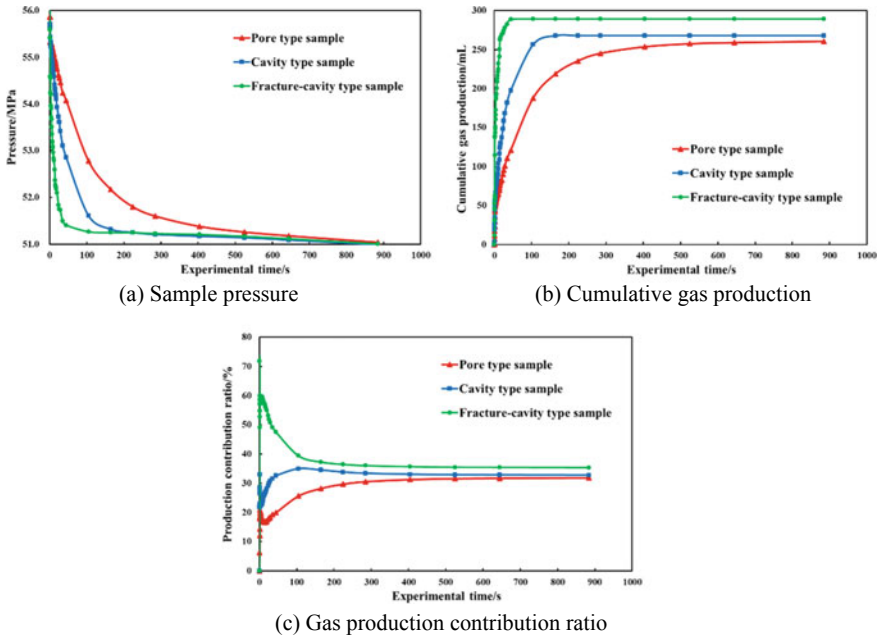 56.0
55.0
54.0
53.0
52.0
51.0
Pressure/MPa
Pore type sample
Cavity type sample
Fracture-cavity type sample
0 100 200 300 400 500 600 700 800 900 1000
Experimental time/s
(a) Sample pressure
300
250
200
150
100
50
0
Cumulative gas production/mL
Pore type sample
Cavity type sample
Fracture-cavity type sample
0 100 200 300 400 500 600 700 800 900 1000
Experimental time/s
(b) Cumulative gas production
80
70
60
50
40
30
20
10
0
Production contribution ratio/%
Pore type sample
Cavity type sample
Fracture-cavity type sample
0 100 200 300 400 500 600 700 800 900 1000
Experimental time/s
(c) Gas production contribution ratio